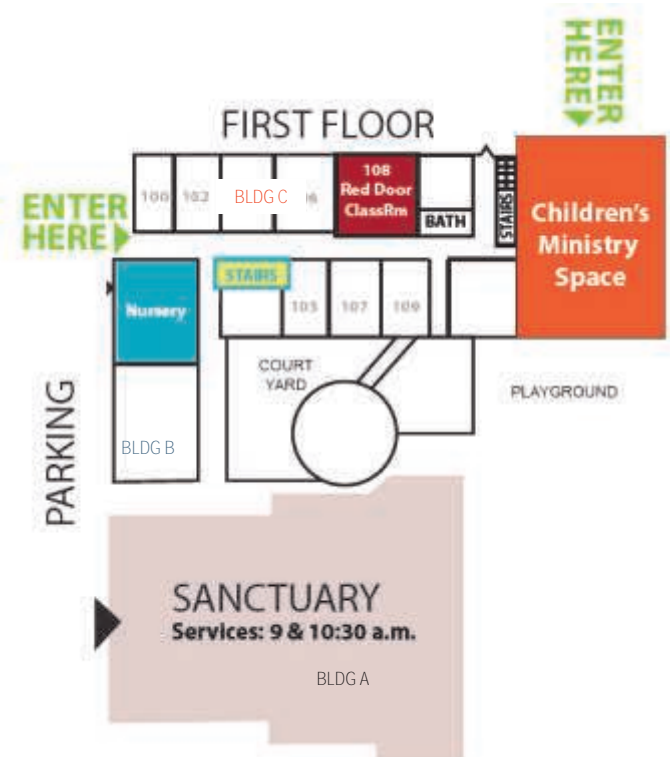 ENTER
HERE
FIRST FLOOR
100
102
BLDG C
108
Red Door
ClassRm
BATH
STAIRS
Children's
Ministry
Space
ENTER
HERE
STAIRS
Nursery
103
107
109
COURT
YARD
PLAYGROUND
PARKING
BLDG B
SANCTUARY
Services: 9 & 10:30 a.m.
BLDG A